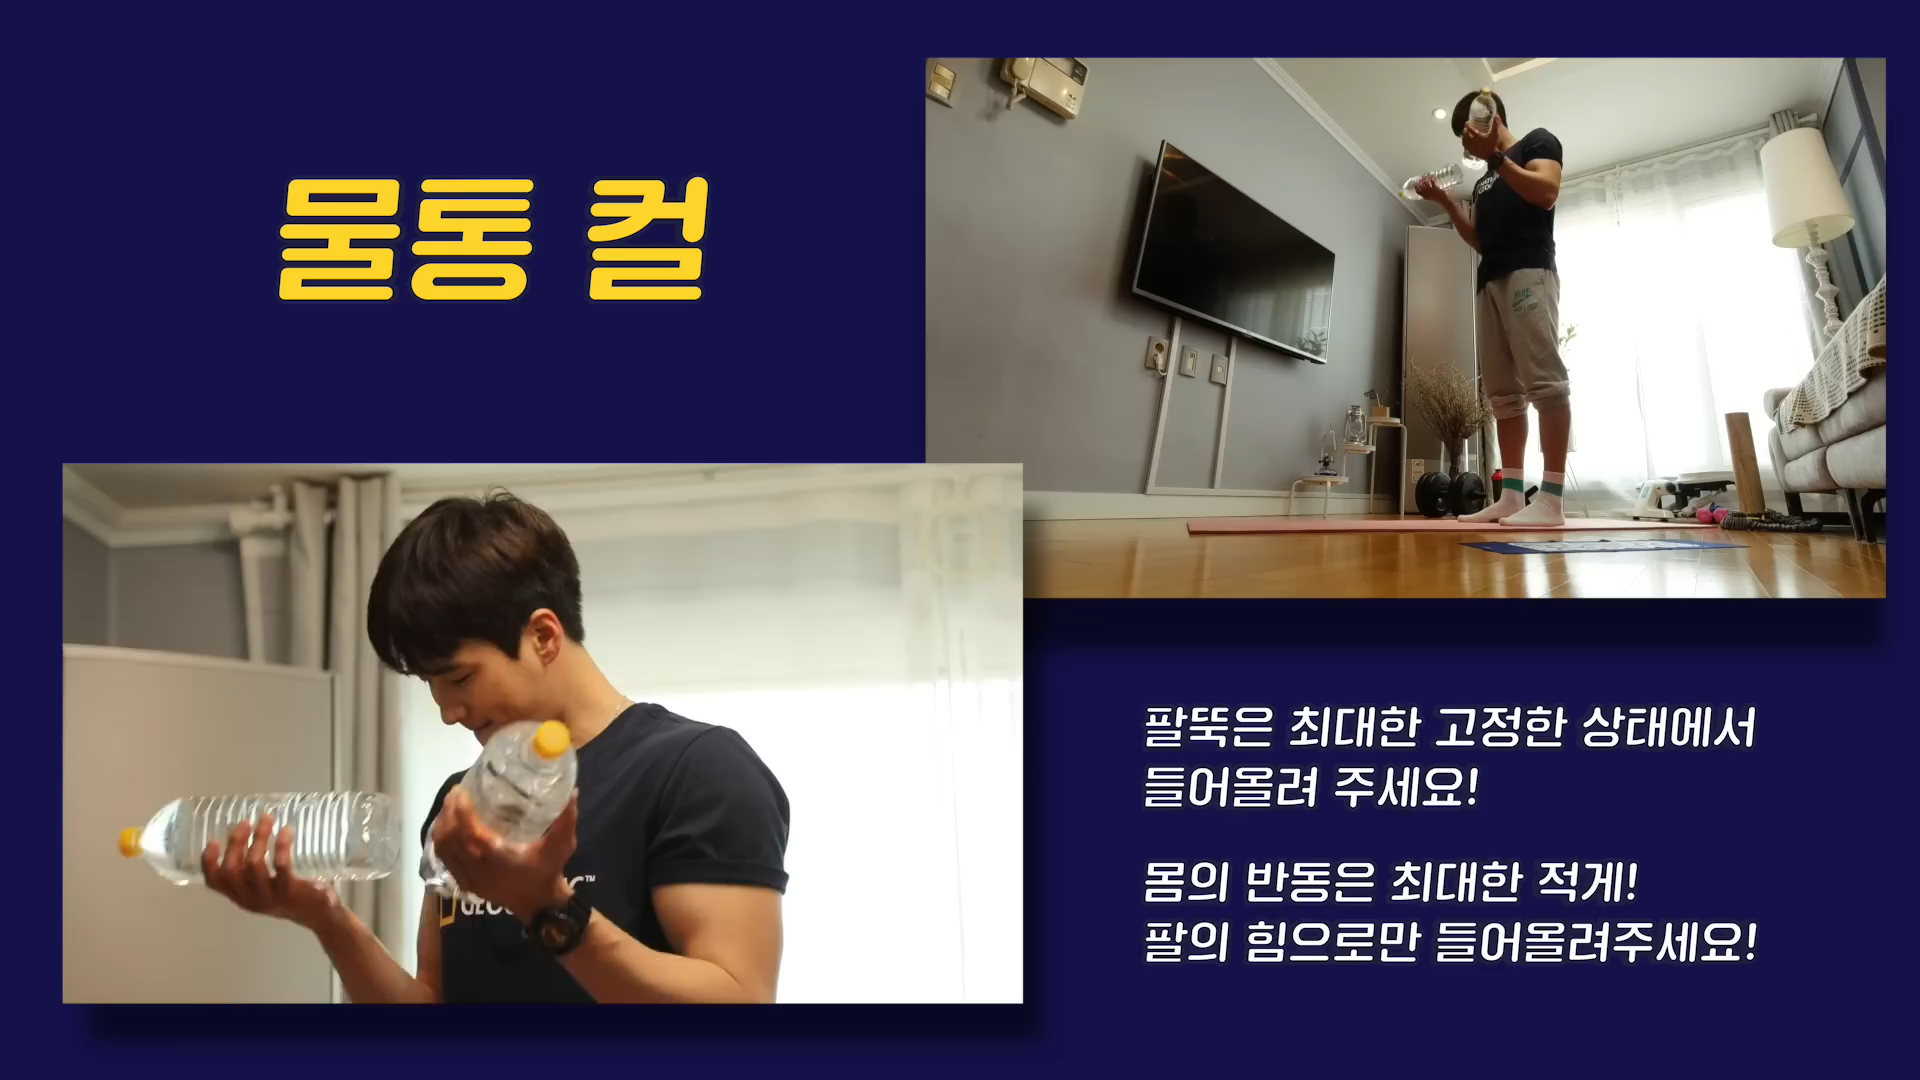 물통 컬
팔뚝은 최대한 고정한 상태에서
들어올려 주세요!
몸의 반동은 최대한 적게!
팔의 힘으로만 들어올려주세요!
NIKE